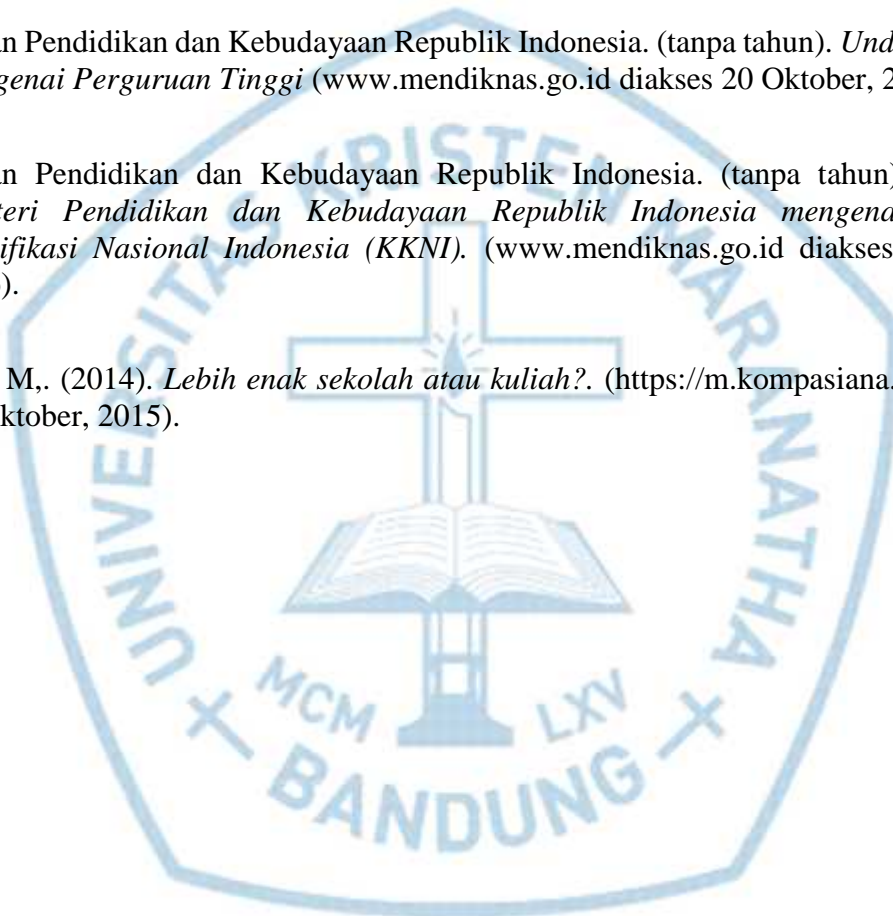 an Pendidikan dan Kebudayaan Republik Indonesia. (tanpa tahun). Und
genai Perguruan Tinggi (www.mendiknas.go.id diakses 20 Oktober, 2
an Pendidikan dan Kebudayaan Republik Indonesia. (tanpa tahun)
teri Pendidikan dan Kebudayaan Republik Indonesia mengena
ifikasi Nasional Indonesia (KKNI). (www.mendiknas.go.id diakses
).
M,. (2014). Lebih enak sekolah atau kuliah?. (https://m.kompasiana.
ktober, 2015).
UNIVERSITAS KRISTEN MARANATHA
MCM LXV
BANDUNG